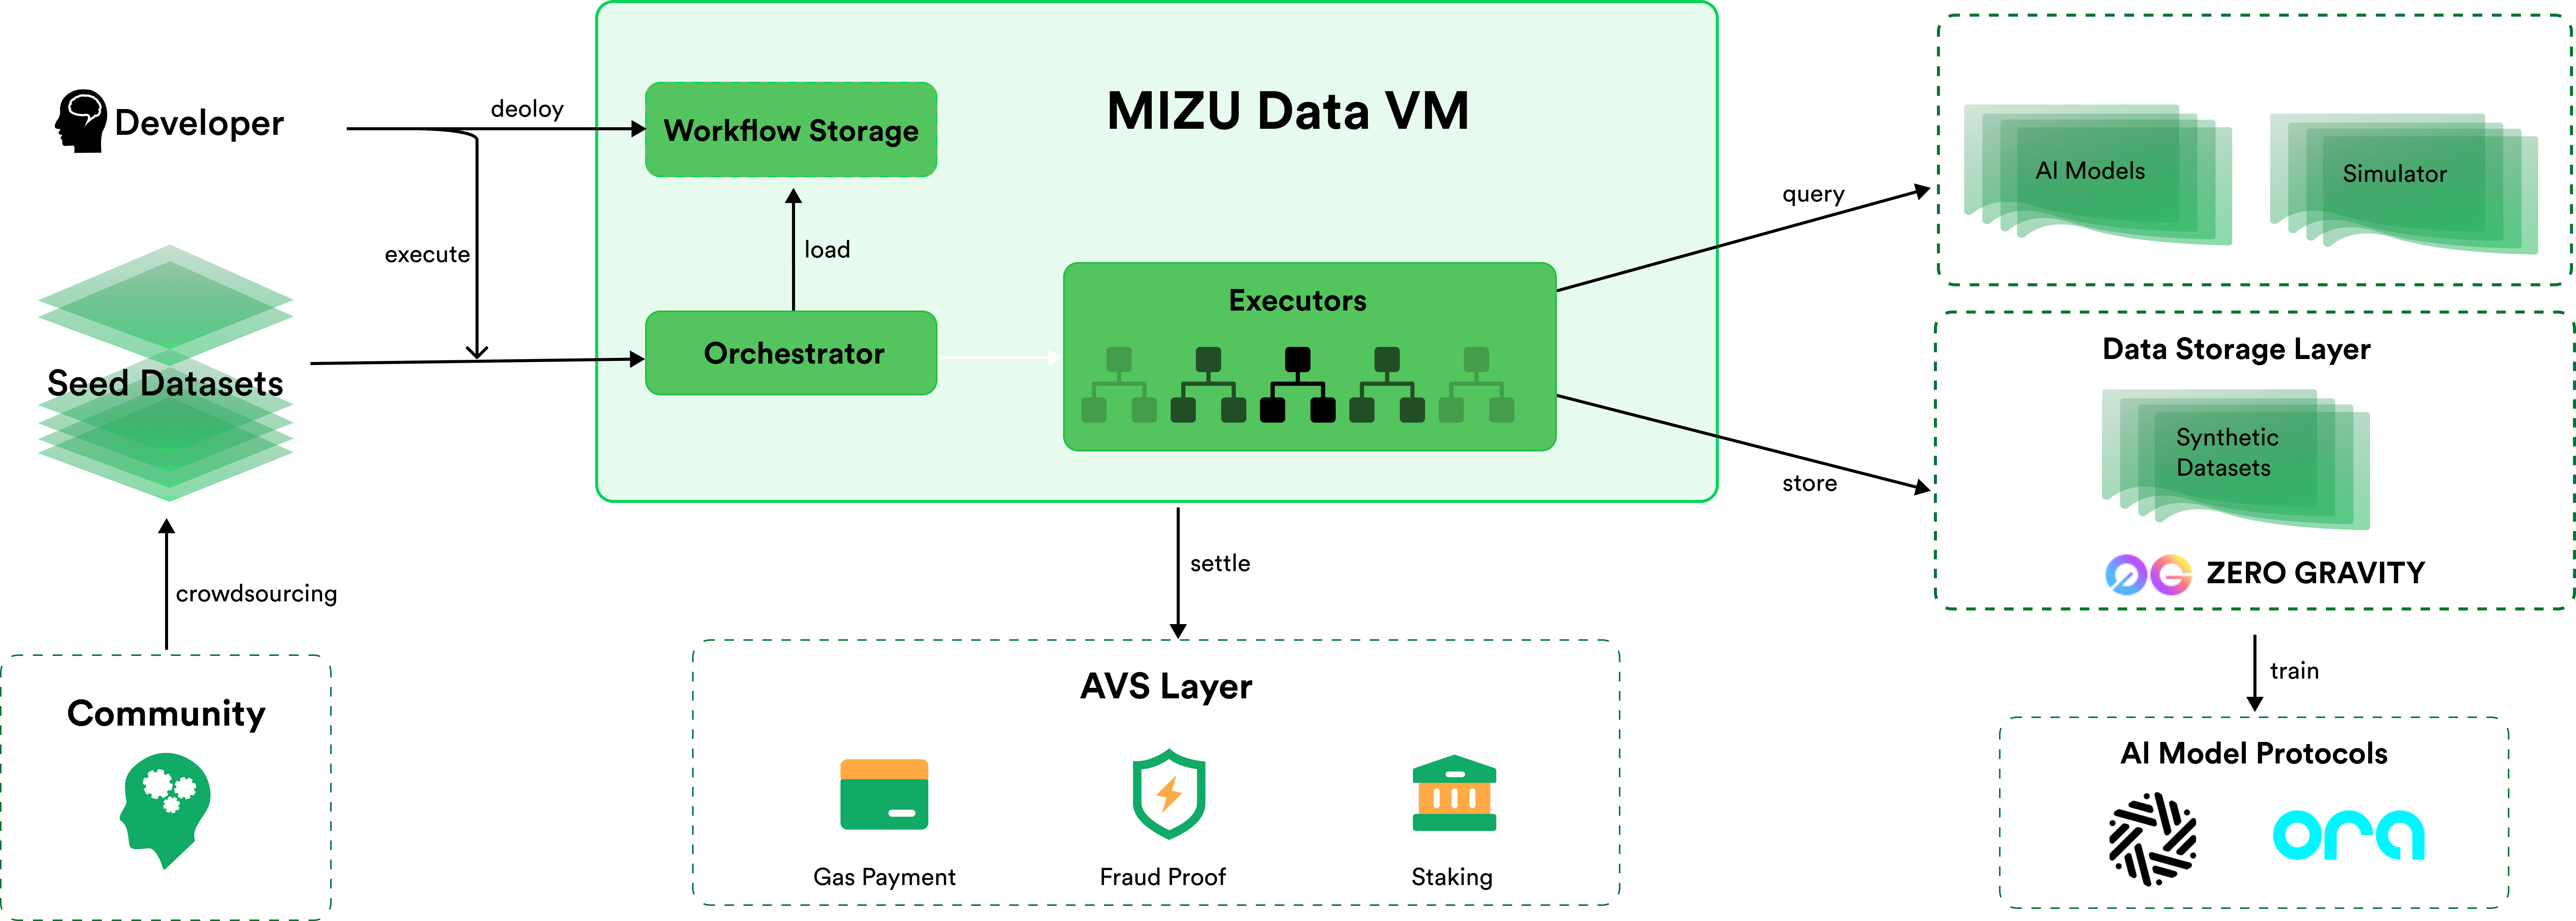 Developer
deoloy
execute
Seed Datasets
crowdsourcing
Community
MIZU Data VM
Workflow Storage
load
Orchestrator
Executors
settle
AVS Layer
Gas Payment
Fraud Proof
Staking
query
store
AI Models
Simulator
Data Storage Layer
Synthetic
Datasets
ZERO GRAVITY
train
AI Model Protocols
ora